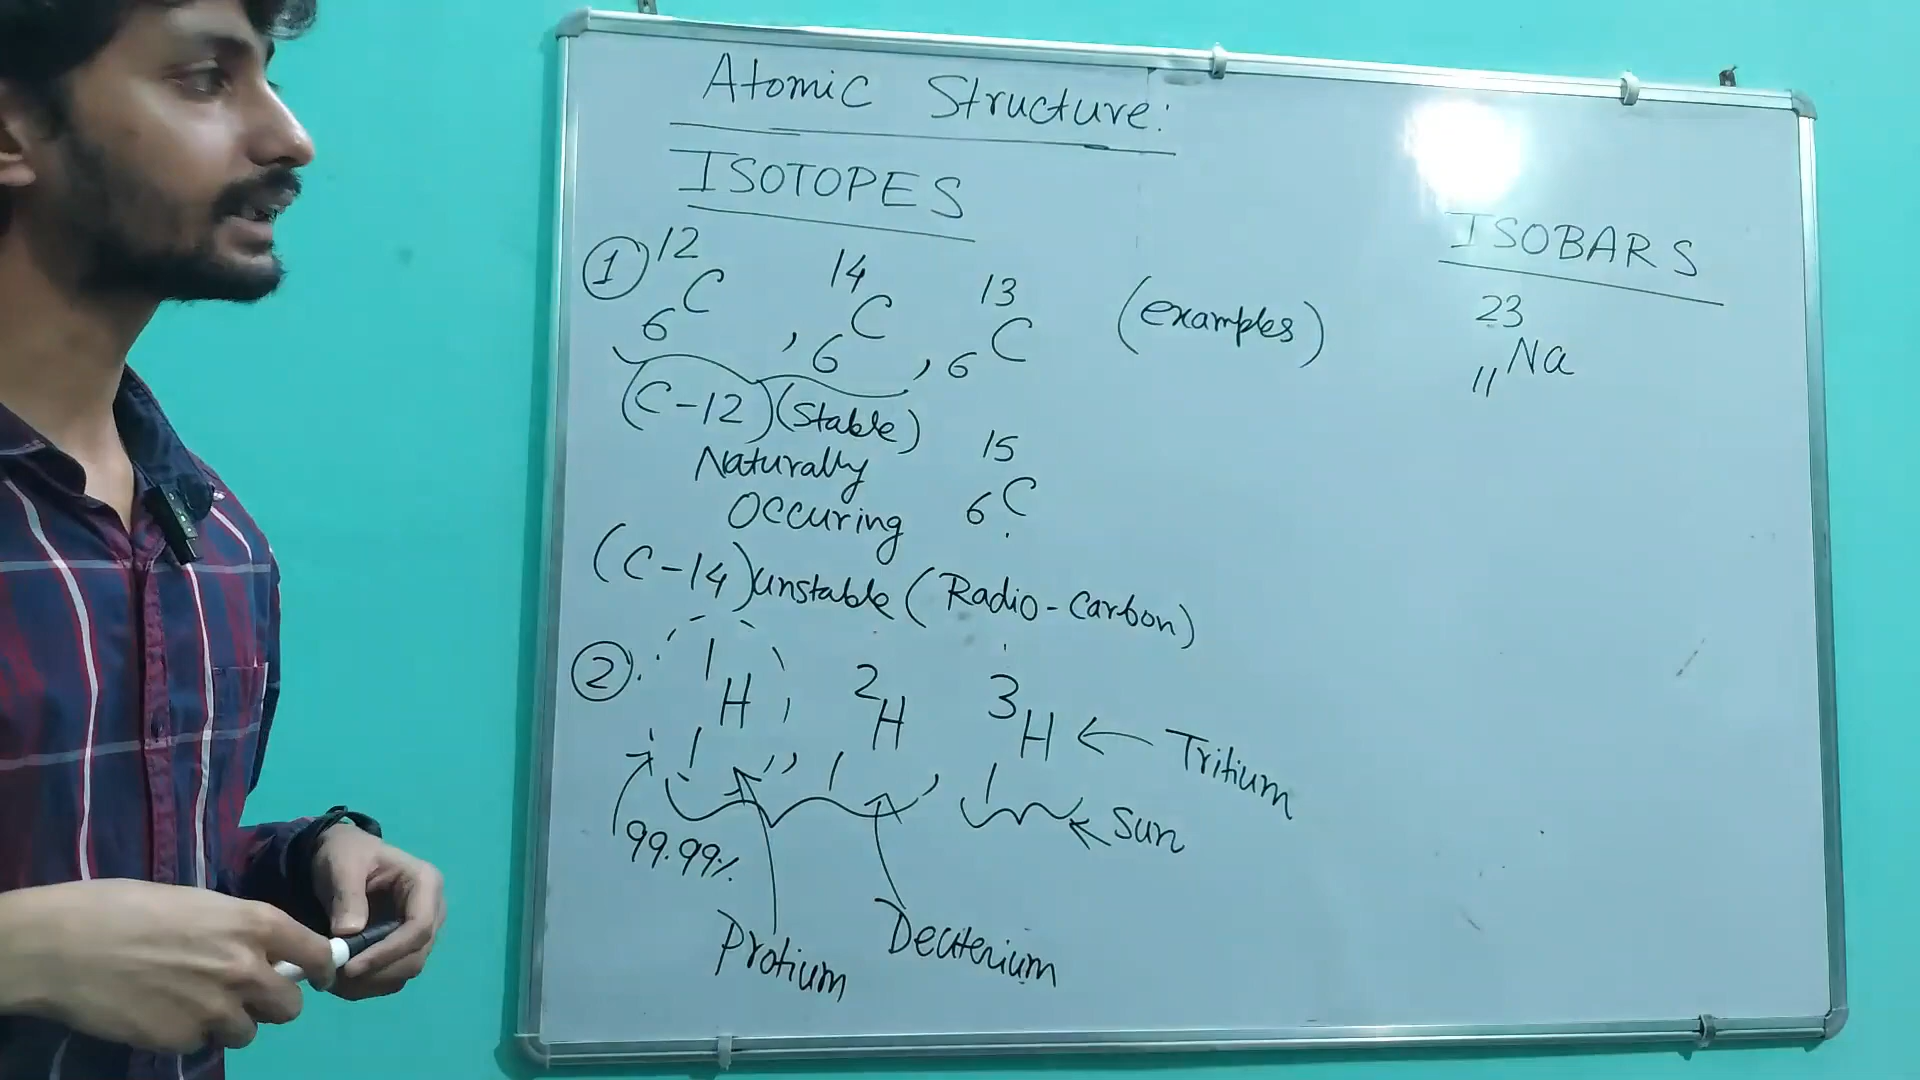 Atomic Structure:
ISOTOPES
① 12 6 C , 14 6 C , 13 6 C (examples)
(C-12) (Stable)
Naturally
Occuring
15 6 C
(C-14) unstable (Radio-Carbon)
② 1 1 H , 2 1 H , 3 1 H ← Tritium
Sun
99.99%
Protium
Deuterium
ISOBARS
23 11 Na